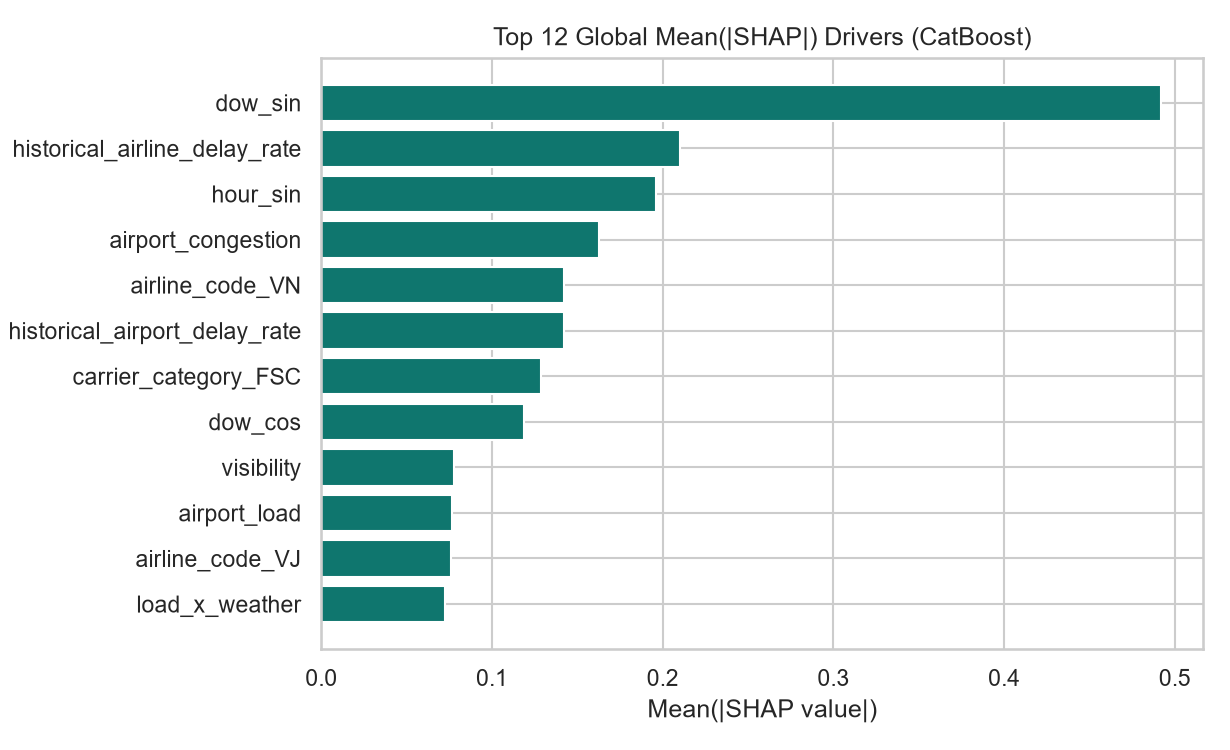 Top 12 Global Mean(|SHAP|) Drivers (CatBoost)
dow_sin
historical_airline_delay_rate
hour_sin
airport_congestion
airline_code_VN
historical_airport_delay_rate
carrier_category_FSC
dow_cos
visibility
airport_load
airline_code_VJ
load_x_weather
0.0 0.1 0.2 0.3 0.4 0.5
Mean(|SHAP value|)